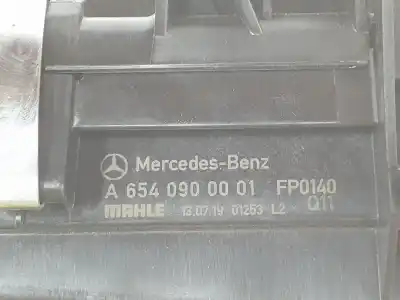 Mercedes-Benz
A 654 090 00 01 FP0140
MAHLE 13.07.19 01253 L2 Q11